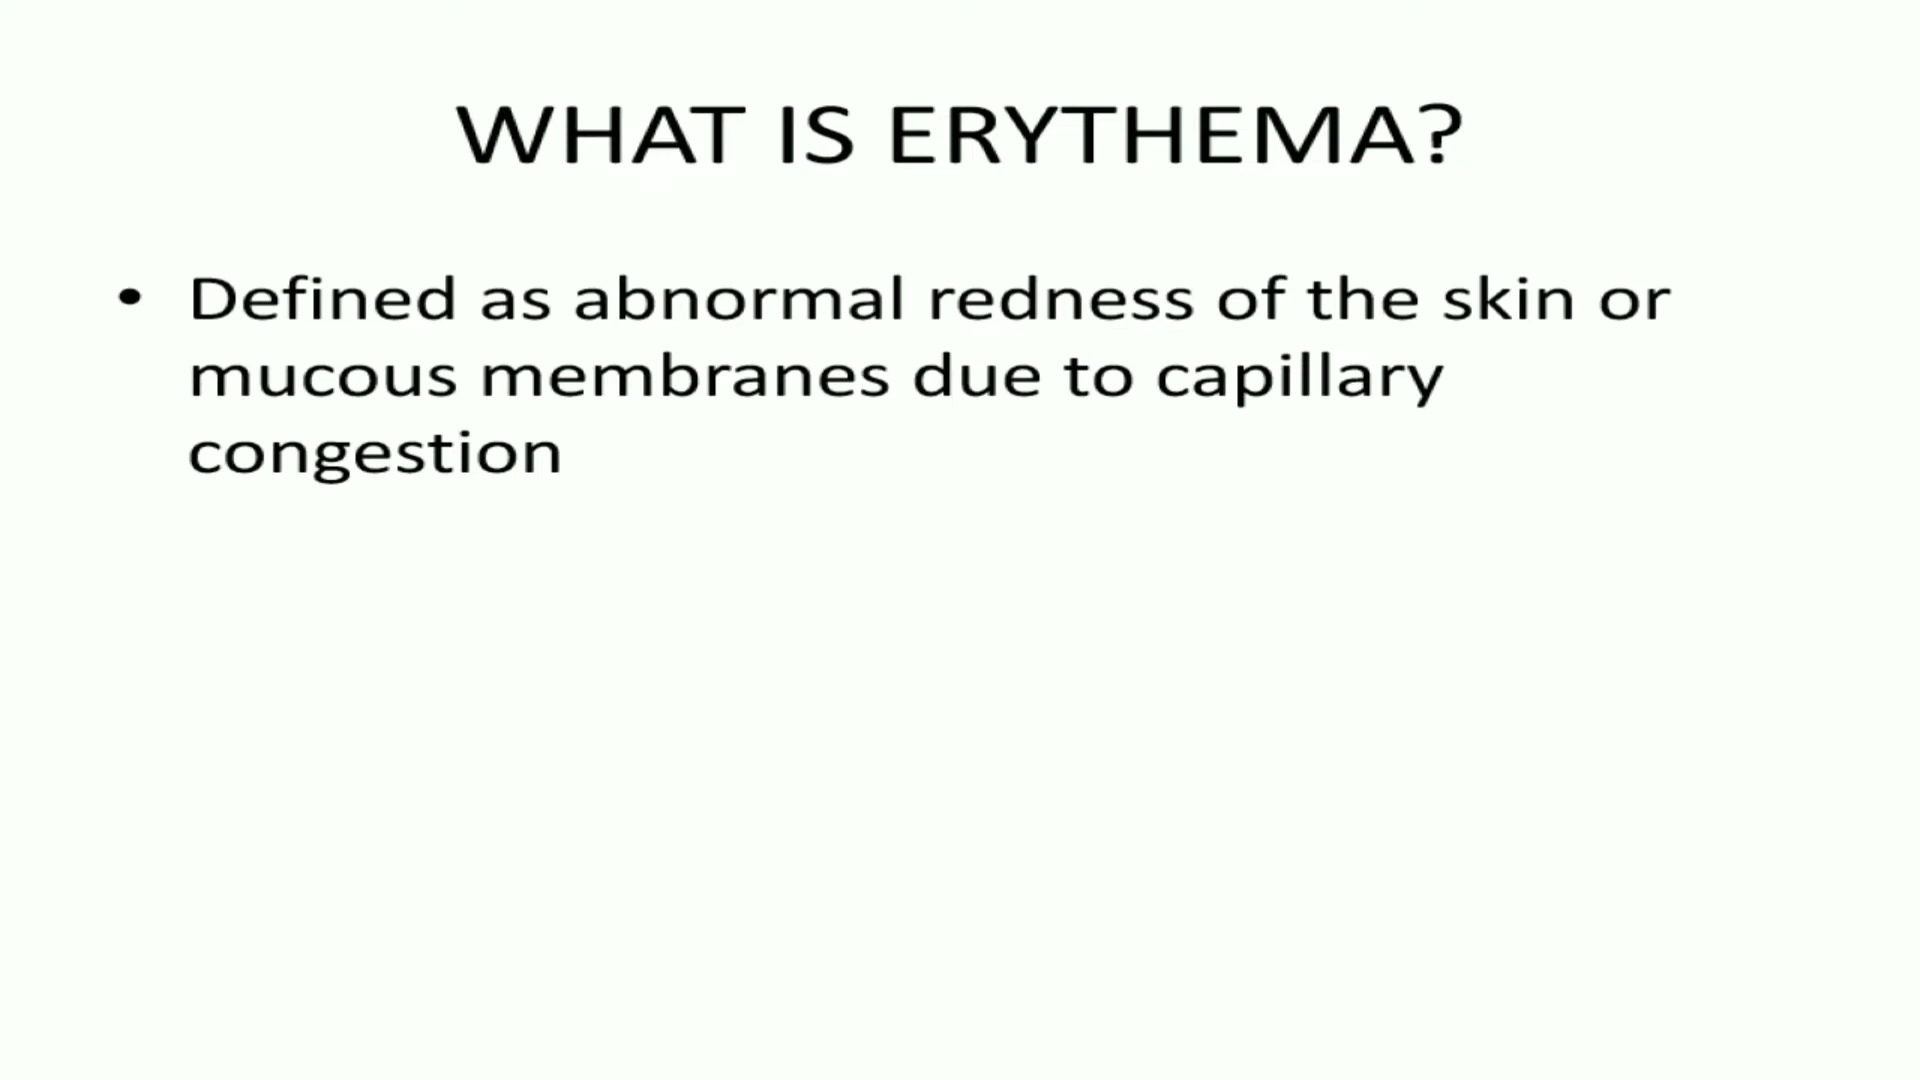 WHAT IS ERYTHEMA?
• Defined as abnormal redness of the skin or
mucous membranes due to capillary
congestion